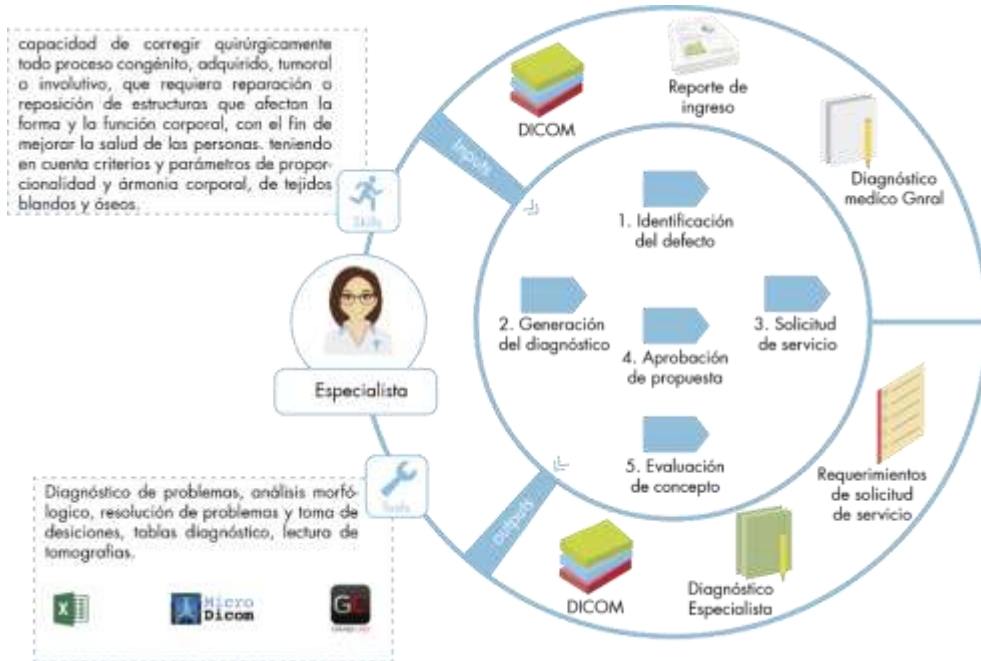 capacidad de corregir quirúrgicamente
todo proceso congénito, adquirido, tumoral
o involutivo, que requiera reparación o
reposición de estructuras que afectan la
forma y la función corporal, con el fin de
mejorar la salud de las personas. teniendo
en cuenta criterios y parámetros de propor-
cionalidad y ármonia corporal, de tejidos
blandos y óseos.
Skills
Especialista
Tools
Diagnóstico de problemas, análisis morfó-
logico, resolución de problemas y toma de
desiciones, tablas diagnóstico, lectura de
tomografias.
Micro
Dicom
Inputs
DICOM
Reporte de
ingreso
Diagnóstico
medico Gnral
1. Identificación
del defecto
2. Generación
del diagnóstico
3. Solicitud
de servicio
4. Aprobación
de propuesta
5. Evaluación
de concepto
outputs
DICOM
Diagnóstico
Especialista
Requerimientos
de solicitud
de servicio